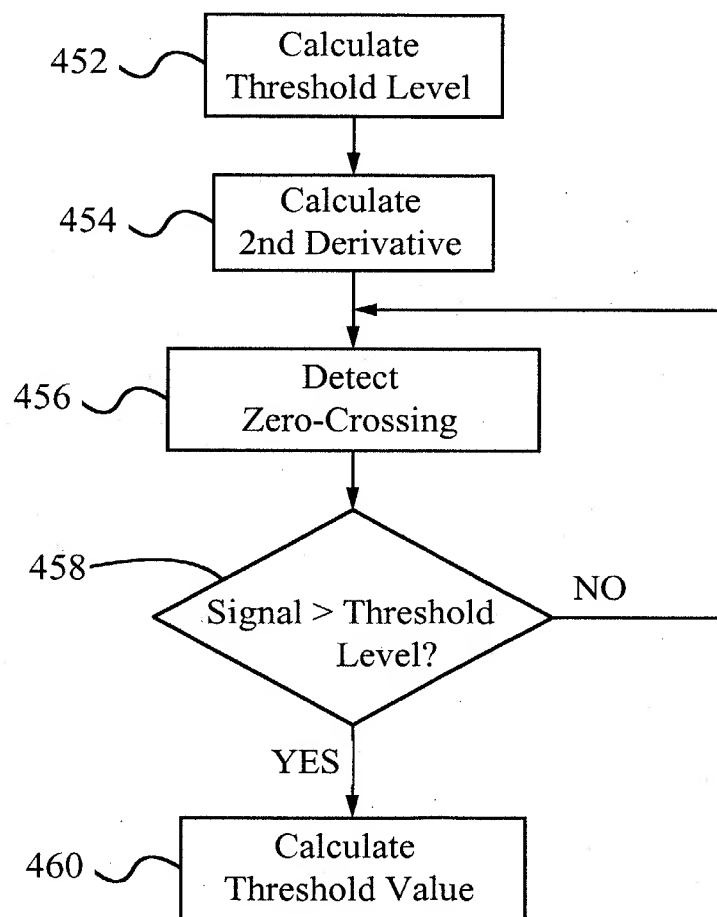 452
Calculate
Threshold Level
454
Calculate
2nd Derivative
456
Detect
Zero-Crossing
458
Signal > Threshold
Level?
NO
YES
460
Calculate
Threshold Value